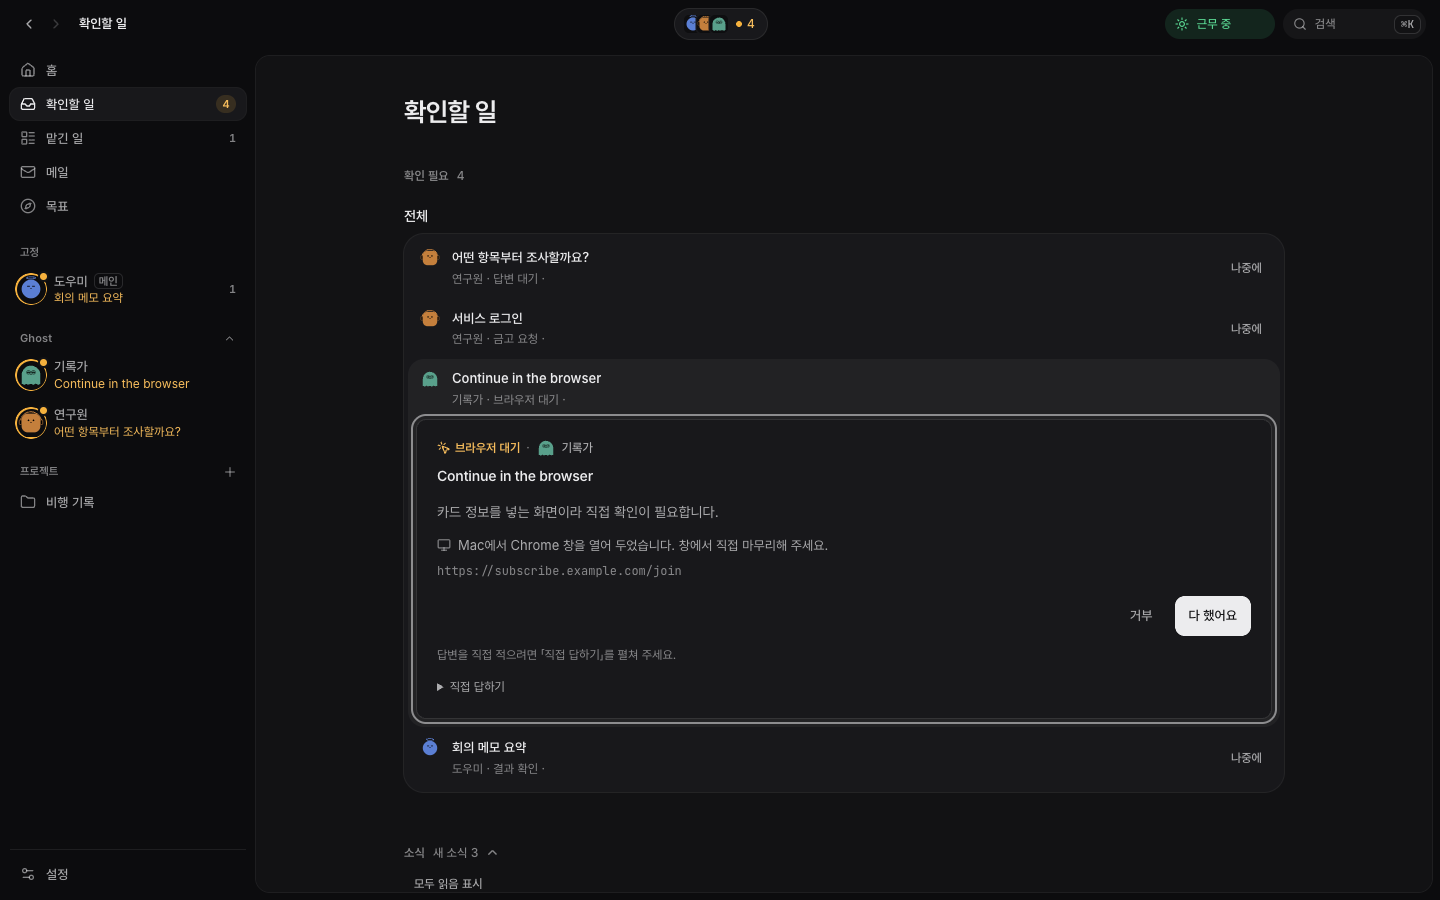 확인할 일
4
근무 중
검색
⌘K
홈
확인할 일
4
맡긴 일
1
메일
목표
고정
도우미
메인
회의 메모 요약
1
Ghost
기록가
Continue in the browser
연구원
어떤 항목부터 조사할까요?
프로젝트
비행 기록
설정
확인할 일
확인 필요 4
전체
어떤 항목부터 조사할까요?
연구원 · 답변 대기 ·
나중에
서비스 로그인
연구원 · 금고 요청 ·
나중에
Continue in the browser
기록가 · 브라우저 대기 ·
브라우저 대기 · 기록가
Continue in the browser
카드 정보를 넣는 화면이라 직접 확인이 필요합니다.
Mac에서 Chrome 창을 열어 두었습니다. 창에서 직접 마무리해 주세요.
https://subscribe.example.com/join
거부
다 했어요
답변을 직접 적으려면 「직접 답하기」를 펼쳐 주세요.
▶ 직접 답하기
회의 메모 요약
도우미 · 결과 확인 ·
나중에
소식 새 소식 3
모두 읽음 표시